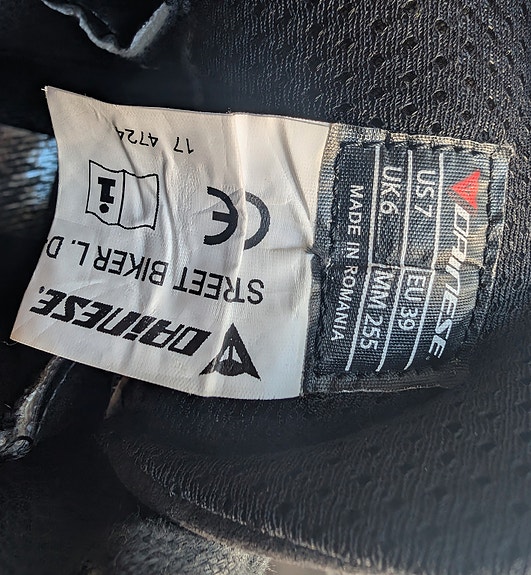 DAINESE
US 7 EU 39
UK 6 MM 255
MADE IN ROMANIA
DAINESE.
STREET BIKER L. D
i
CE
17 4724